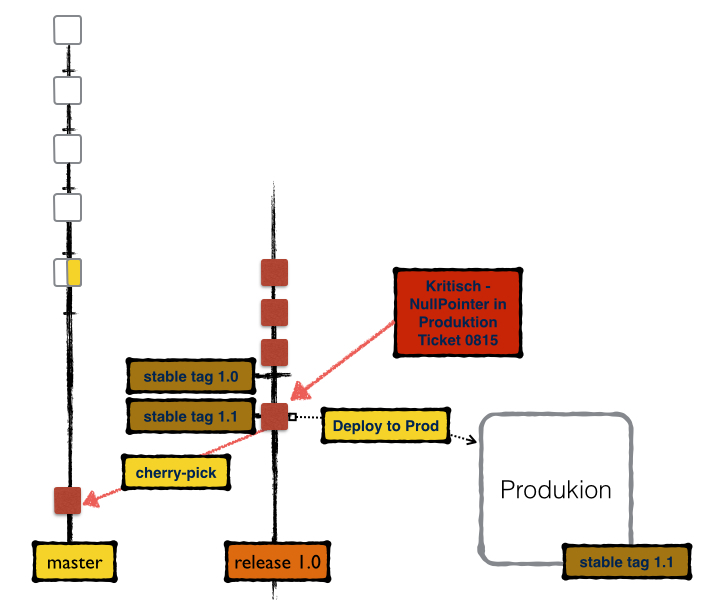 Kritisch -
NullPointer in
Produktion
Ticket 0815
stable tag 1.0
stable tag 1.1
Deploy to Prod
cherry-pick
Produkion
master
release 1.0
stable tag 1.1